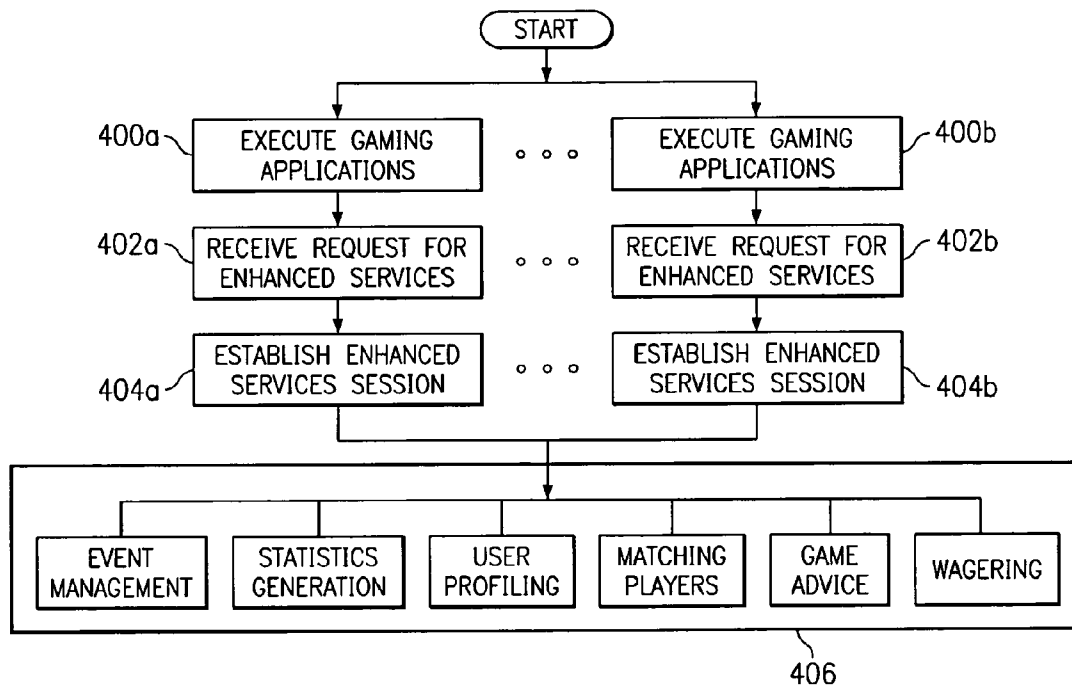 START
400a
EXECUTE GAMING
APPLICATIONS
EXECUTE GAMING
APPLICATIONS
400b
402a
RECEIVE REQUEST FOR
ENHANCED SERVICES
RECEIVE REQUEST FOR
ENHANCED SERVICES
402b
404a
ESTABLISH ENHANCED
SERVICES SESSION
ESTABLISH ENHANCED
SERVICES SESSION
404b
EVENT
MANAGEMENT
STATISTICS
GENERATION
USER
PROFILING
MATCHING
PLAYERS
GAME
ADVICE
WAGERING
406